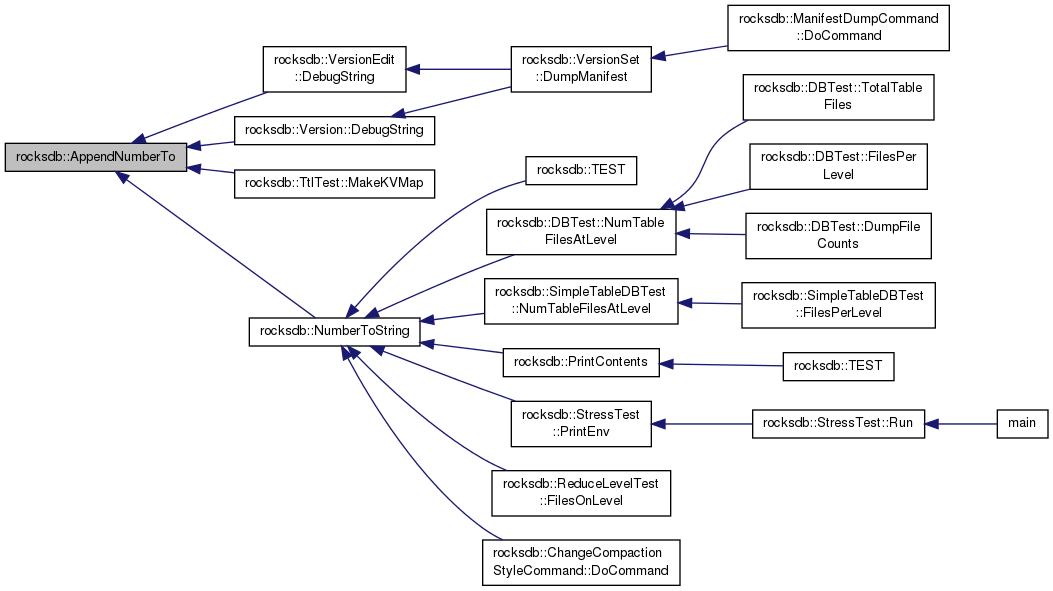 rocksdb::ManifestDumpCommand
::DoCommand
rocksdb::VersionEdit
::DebugString
rocksdb::VersionSet
::DumpManifest
rocksdb::DBTest::TotalTable
Files
rocksdb::Version::DebugString
rocksdb::AppendNumberTo
rocksdb::TtlTest::MakeKVMap
rocksdb::TEST
rocksdb::DBTest::FilesPer
Level
rocksdb::DBTest::NumTable
FilesAtLevel
rocksdb::DBTest::DumpFile
Counts
rocksdb::SimpleTableDBTest
::NumTableFilesAtLevel
rocksdb::SimpleTableDBTest
::FilesPerLevel
rocksdb::NumberToString
rocksdb::PrintContents
rocksdb::TEST
rocksdb::StressTest
::PrintEnv
rocksdb::StressTest::Run
main
rocksdb::ReduceLevelTest
::FilesOnLevel
rocksdb::ChangeCompaction
StyleCommand::DoCommand